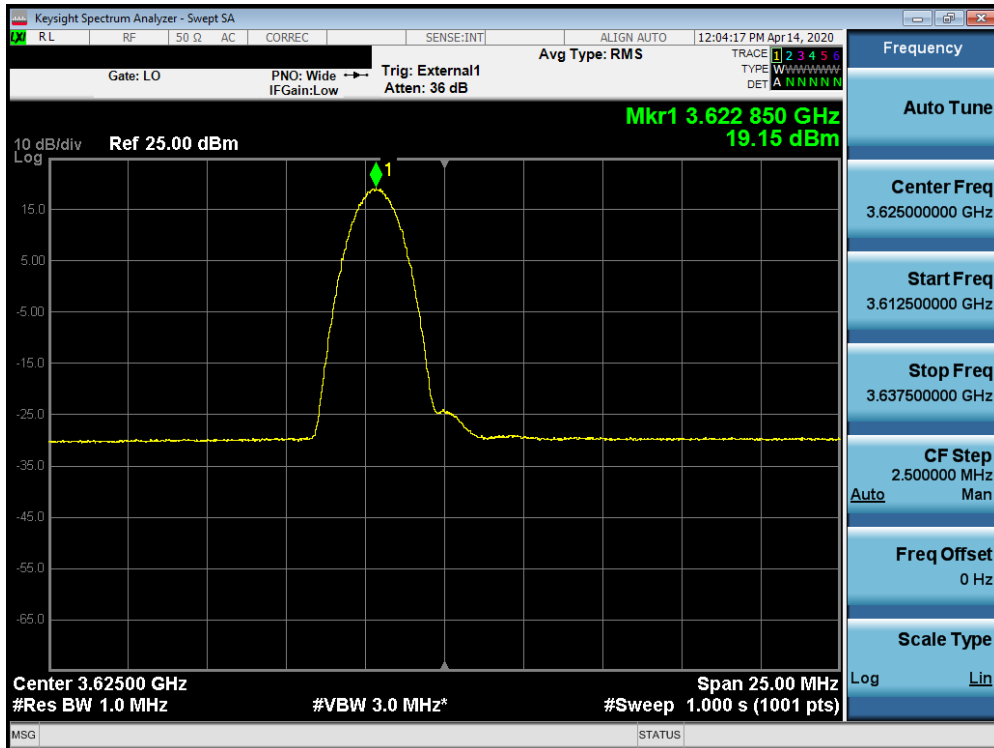 Keysight Spectrum Analyzer - Swept SA
LXI RL RF 50 Ω AC CORREC SENSE:INT ALIGN AUTO 12:04:17 PM Apr 14, 2020
Gate: LO
PNO: Wide
IFGain:Low
Trig: External1
Atten: 36 dB
Avg Type: RMS
TRACE 1 2 3 4 5 6
TYPE WWWWWW
DET A N N N N N
Mkr1 3.622 850 GHz
19.15 dBm
10 dB/div
Log
Ref 25.00 dBm
1
15.0
5.00
-5.00
-15.0
-25.0
-35.0
-45.0
-55.0
-65.0
Center 3.62500 GHz
Span 25.00 MHz
#Res BW 1.0 MHz
#VBW 3.0 MHz*
#Sweep 1.000 s (1001 pts)
MSG
STATUS
Frequency
Auto Tune
Center Freq
3.625000000 GHz
Start Freq
3.612500000 GHz
Stop Freq
3.637500000 GHz
CF Step
2.500000 MHz
Auto Man
Freq Offset
0 Hz
Scale Type
Log Lin